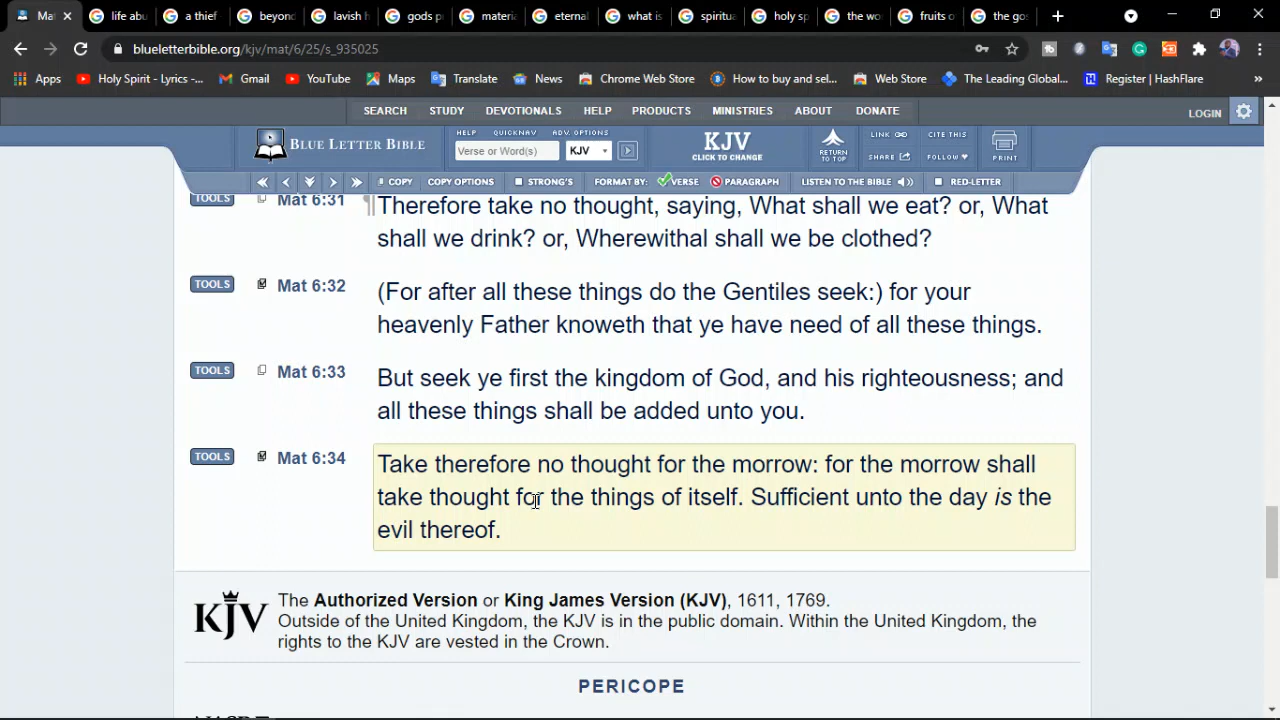 Mat
life abu
a thief
beyond
lavish h
gods p
materi
eternal
what is
spiritua
holy sp
the wo
fruits o
the gos
blueletterbible.org/kjv/mat/6/25/s_935025
Apps
Holy Spirit - Lyrics -...
Gmail
YouTube
Maps
Translate
News
Chrome Web Store
How to buy and sel...
Web Store
The Leading Global...
Register | HashFlare
»
SEARCH STUDY DEVOTIONALS HELP PRODUCTS MINISTRIES ABOUT DONATE
LOGIN
BLUE LETTER BIBLE
HELP QUICKNAV ADV. OPTIONS
Verse or Word(s) KJV
KJV
CLICK TO CHANGE
RETURN
TO TOP
LINK
SHARE
CITE THIS
FOLLOW
PRINT
COPY COPY OPTIONS STRONG'S FORMAT BY: VERSE PARAGRAPH LISTEN TO THE BIBLE RED-LETTER
TOOLS Mat 6:31 ¶Therefore take no thought, saying, What shall we eat? or, What
shall we drink? or, Wherewithal shall we be clothed?
TOOLS Mat 6:32 (For after all these things do the Gentiles seek:) for your
heavenly Father knoweth that ye have need of all these things.
TOOLS Mat 6:33 But seek ye first the kingdom of God, and his righteousness; and
all these things shall be added unto you.
TOOLS Mat 6:34 Take therefore no thought for the morrow: for the morrow shall
take thought for the things of itself. Sufficient unto the day is the
evil thereof.
KJV
The Authorized Version or King James Version (KJV), 1611, 1769.
Outside of the United Kingdom, the KJV is in the public domain. Within the United Kingdom, the
rights to the KJV are vested in the Crown.
PERICOPE